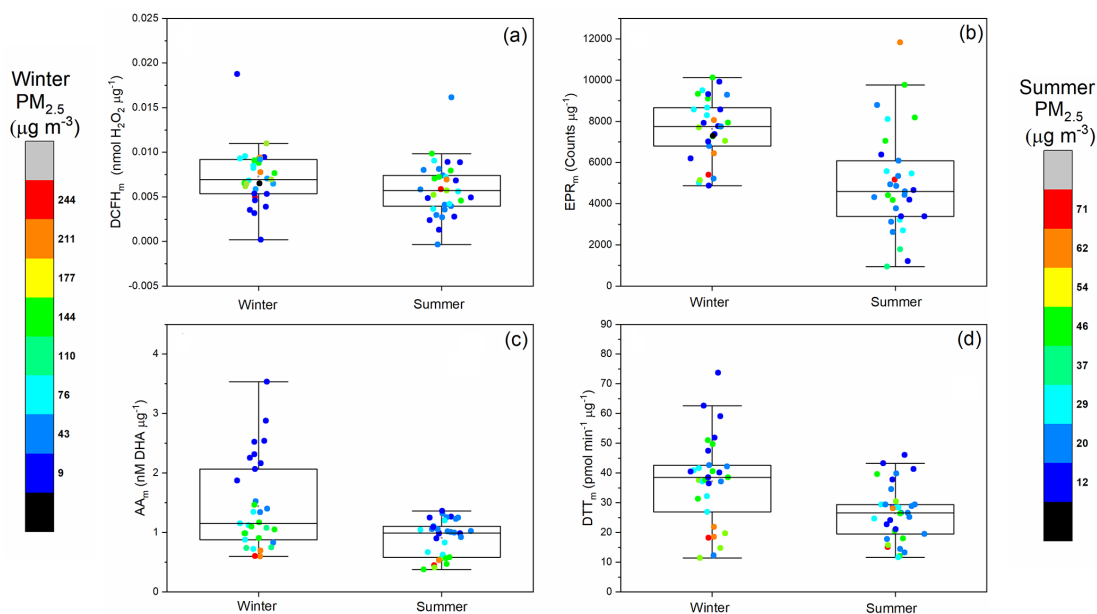 Winter
PM2.5
(μg m-3)
244
211
177
144
110
76
43
9
(a)
DCFHm (nmol H2O2 μg-1)
0.025
0.020
0.015
0.010
0.005
0.000
-0.005
Winter
Summer
(b)
EPRm (Counts μg-1)
12000
10000
8000
6000
4000
2000
0
Winter
Summer
(c)
AAm (nM DHA μg-1)
4
3
2
1
0
Winter
Summer
(d)
DTTm (pmol min-1 μg-1)
90
80
70
60
50
40
30
20
10
0
Winter
Summer
Summer
PM2.5
(μg m-3)
71
62
54
46
37
29
20
12